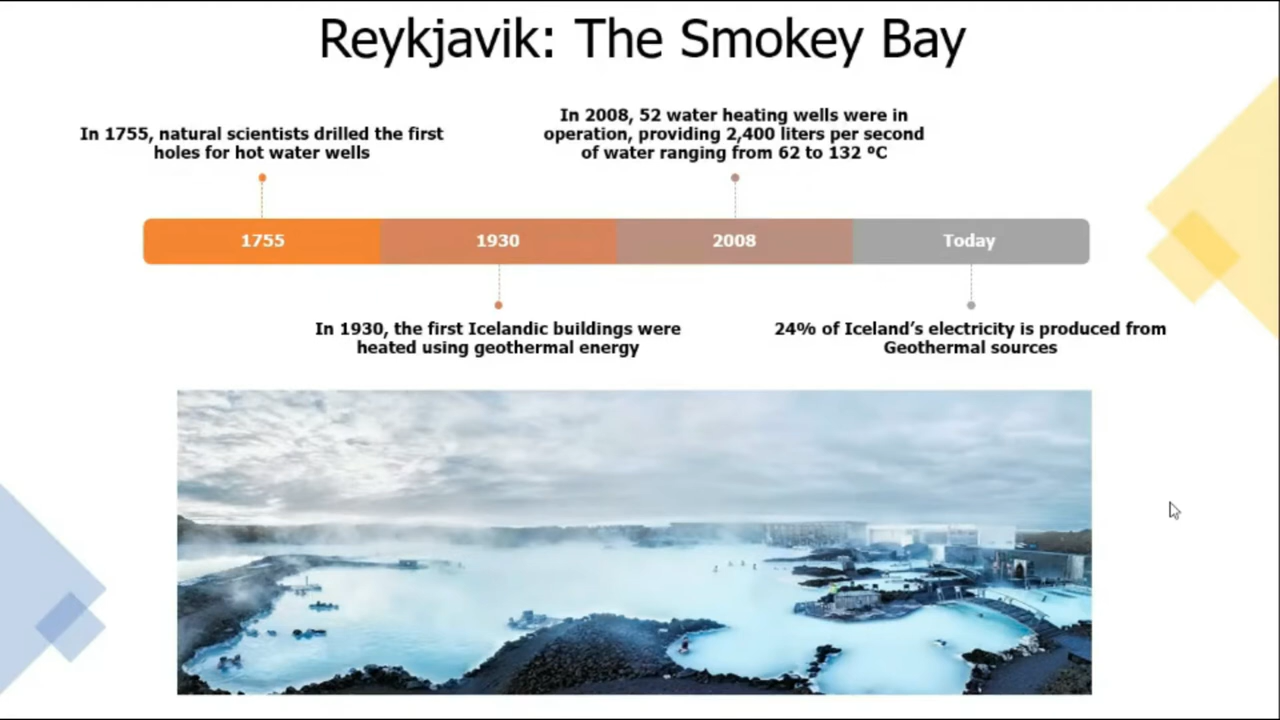 Reykjavik: The Smokey Bay
In 1755, natural scientists drilled the first
holes for hot water wells
In 2008, 52 water heating wells were in
operation, providing 2,400 liters per second
of water ranging from 62 to 132 ºC
1755
1930
2008
Today
In 1930, the first Icelandic buildings were
heated using geothermal energy
24% of Iceland’s electricity is produced from
Geothermal sources